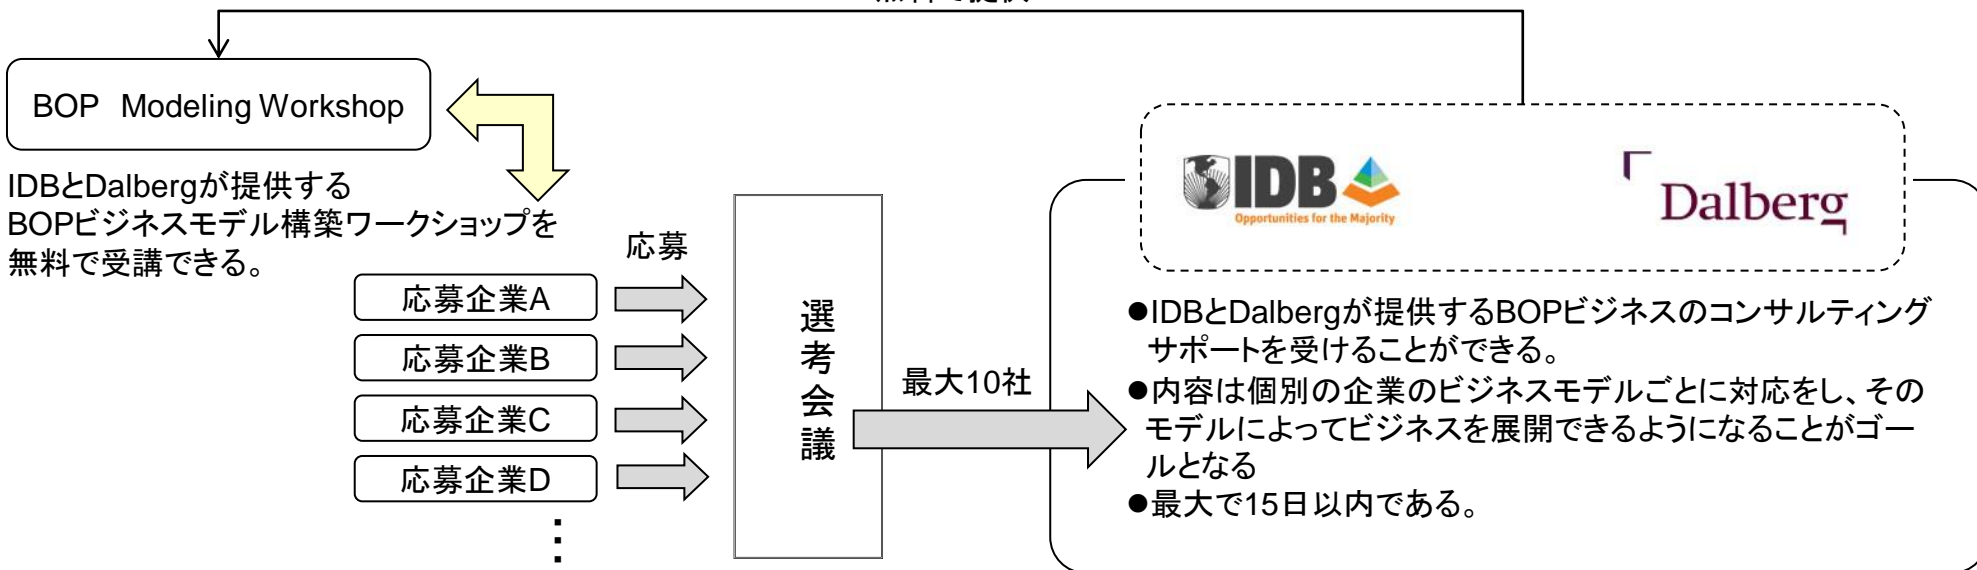 BOP Modeling Workshop
IDBとDalbergが提供する
BOPビジネスモデル構築ワークショップを
無料で受講できる。
応募
応募企業A
応募企業B
応募企業C
応募企業D
⋮
選考会議
最大10社
IDB
Opportunities for the Majority
Dalberg
●IDBとDalbergが提供するBOPビジネスのコンサルティング
サポートを受けることができる。
●内容は個別の企業のビジネスモデルごとに対応をし、その
モデルによってビジネスを展開できるようになることがゴー
ルとなる
●最大で15日以内である。